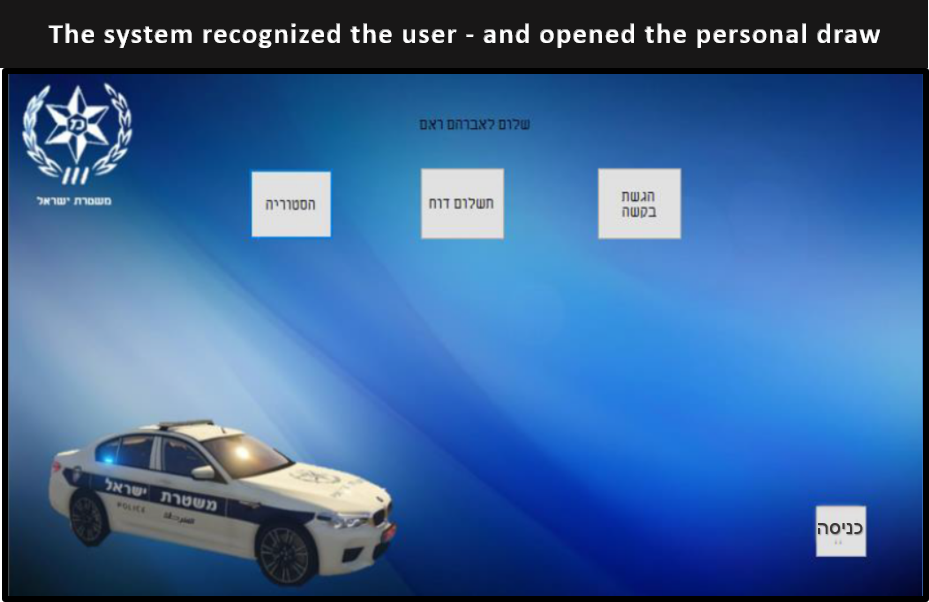 The system recognized the user - and opened the personal draw
משטרת ישראל
שלום לאברהם ראם
הגשת
בקשה
תשלום דוח
הסטוריה
משטרת ישראל
POLICE
الشرطة
כניסה